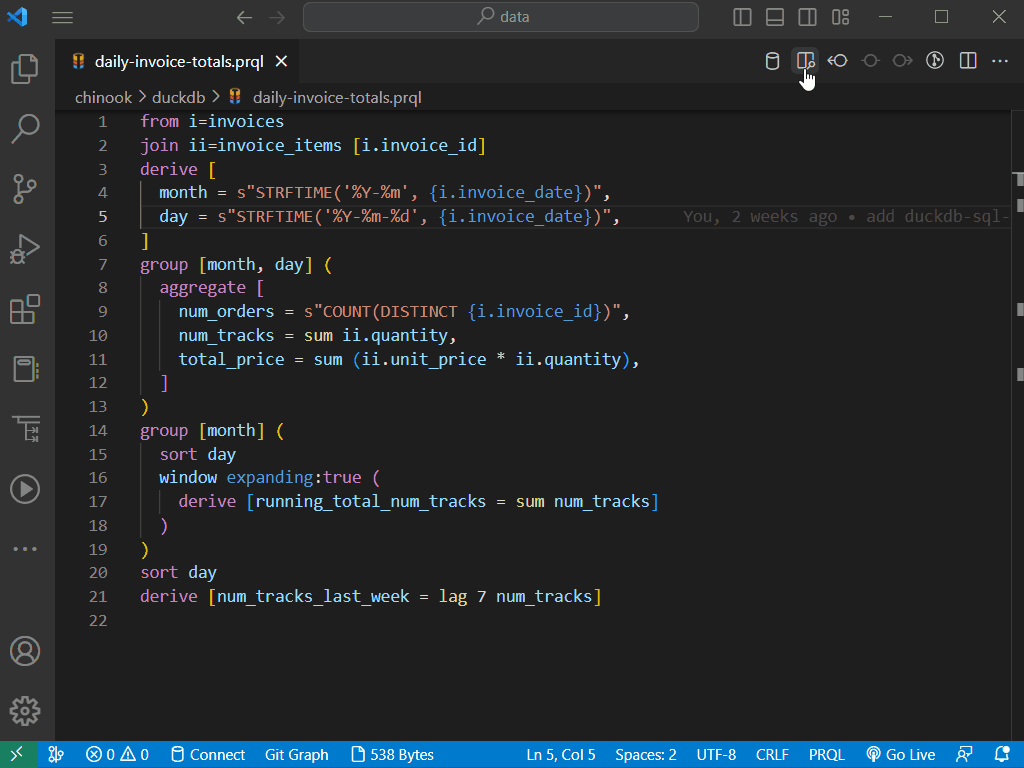 data
daily-invoice-totals.prql
chinook > duckdb > daily-invoice-totals.prql
1 from i=invoices
2 join ii=invoice_items [i.invoice_id]
3 derive [
4   month = s"STRFTIME('%Y-%m', {i.invoice_date})",
5   day = s"STRFTIME('%Y-%m-%d', {i.invoice_date})", You, 2 weeks ago • add duckdb-sql-
6 ]
7 group [month, day] (
8   aggregate [
9     num_orders = s"COUNT(DISTINCT {i.invoice_id})",
10     num_tracks = sum ii.quantity,
11     total_price = sum (ii.unit_price * ii.quantity),
12   ]
13 )
14 group [month] (
15   sort day
16   window expanding:true (
17     derive [running_total_num_tracks = sum num_tracks]
18   )
19 )
20 sort day
21 derive [num_tracks_last_week = lag 7 num_tracks]
22
0 0 Connect Git Graph 538 Bytes Ln 5, Col 5 Spaces: 2 UTF-8 CRLF PRQL Go Live